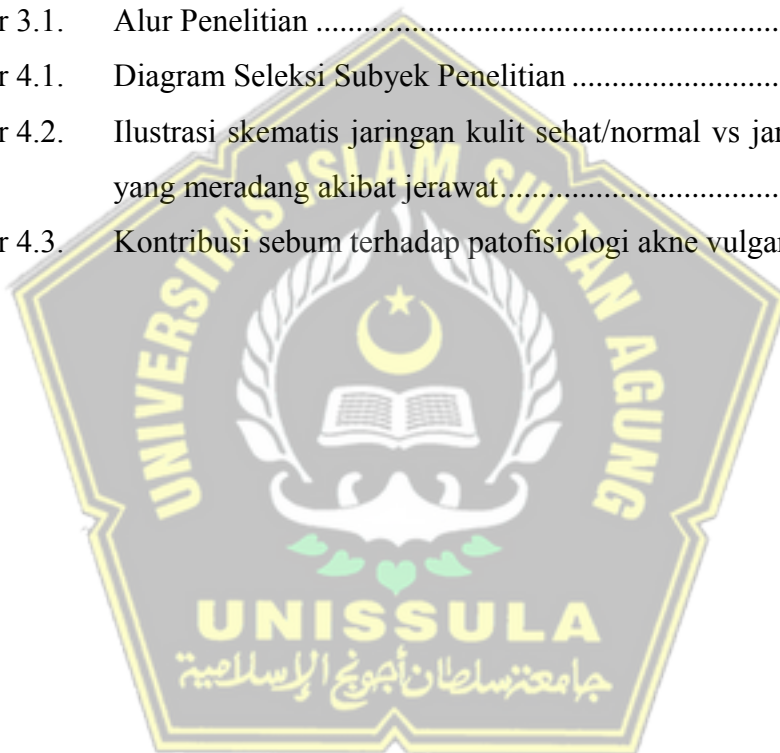 r 3.1. Alur Penelitian ........................................................................
r 4.1. Diagram Seleksi Subyek Penelitian ................................
r 4.2. Ilustrasi skematis jaringan kulit sehat/normal vs jar
yang meradang akibat jerawat...........................................
r 4.3. Kontribusi sebum terhadap patofisiologi akne vulgar
UNIVERSITAS ISLAM SULTAN AGUNG
UNISSULA
جامعة سلطان أجونج الإسلامية